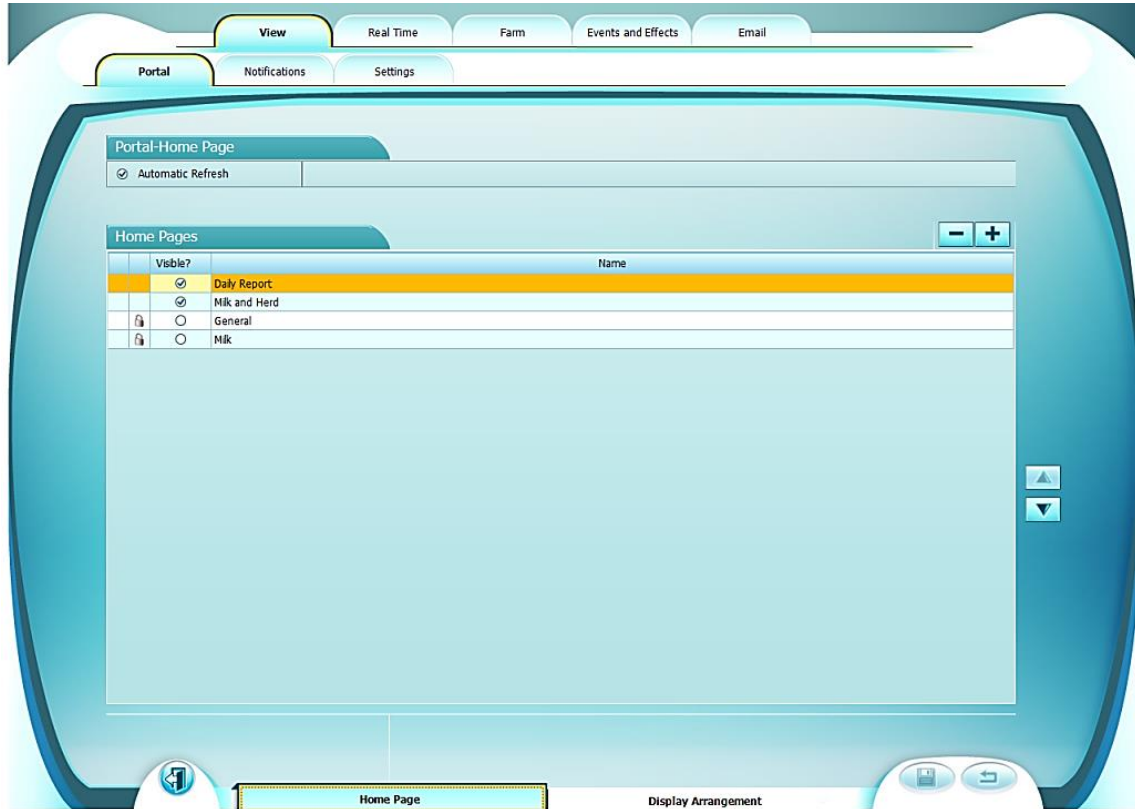 View Real Time Farm Events and Effects Email
Portal Notifications Settings
Portal-Home Page
Automatic Refresh
Home Pages
Visible? Name
Daily Report
Milk and Herd
General
Milk
Home Page Display Arrangement